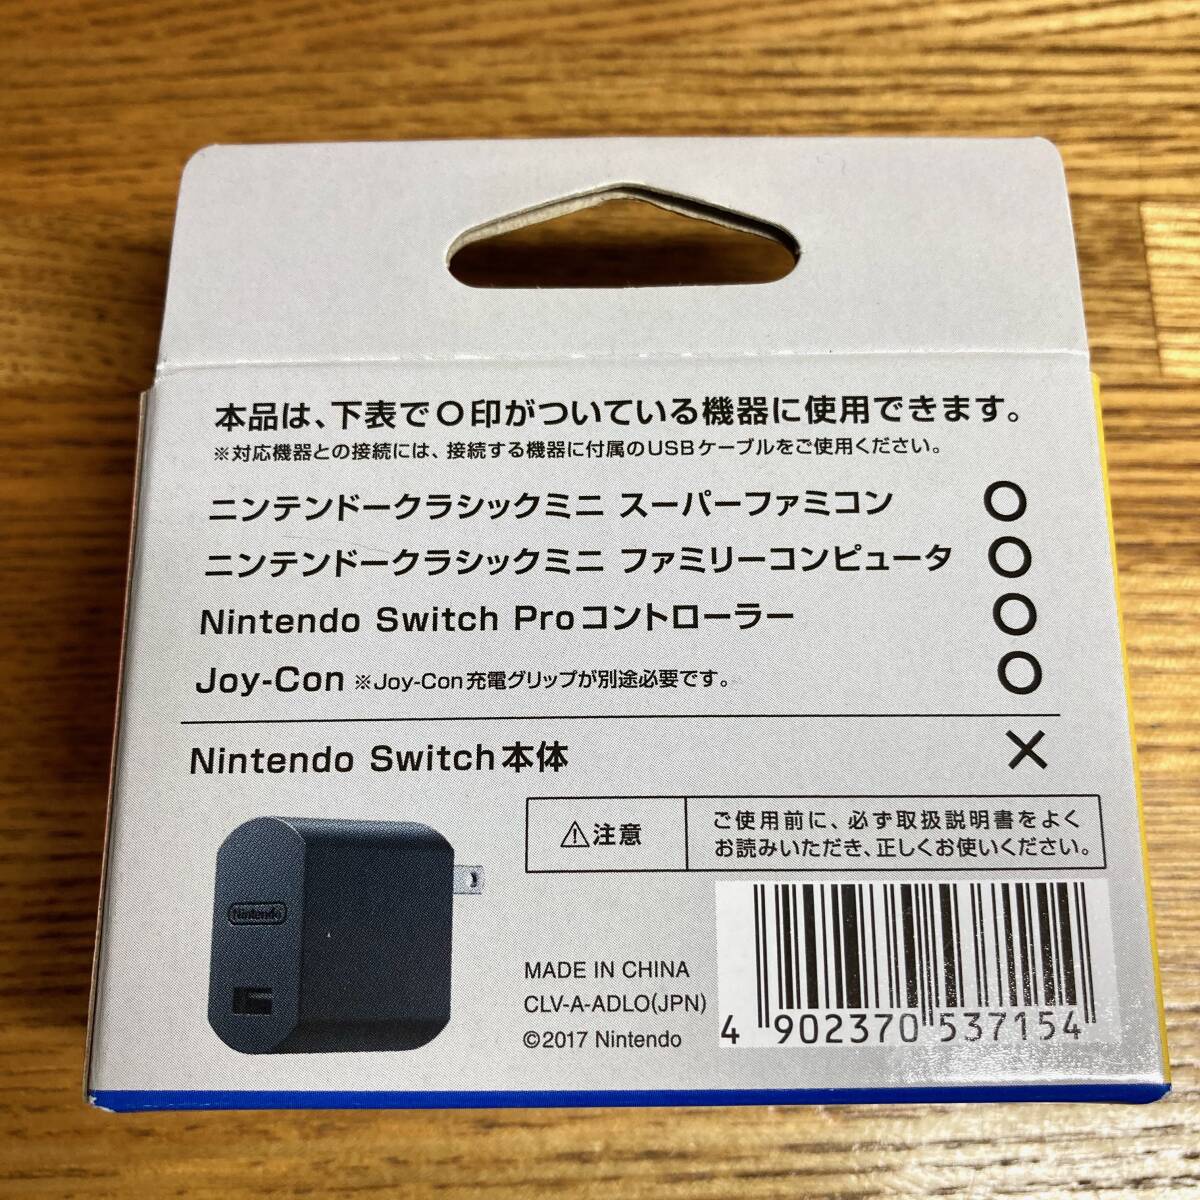 本品は、下表で○印がついている機器に使用できます。
※対応機器との接続には、接続する機器に付属のUSBケーブルをご使用ください。
ニンテンドークラシックミニ スーパーファミコン ○
ニンテンドークラシックミニ ファミリーコンピュータ ○
Nintendo Switch Proコントローラー ○
Joy-Con ※Joy-Con充電グリップが別途必要です。 ○
Nintendo Switch本体 ×
⚠注意
ご使用前に、必ず取扱説明書をよく
お読みいただき、正しくお使いください。
Nintendo
MADE IN CHINA
CLV-A-ADLO(JPN)
©2017 Nintendo
4 902370 537154